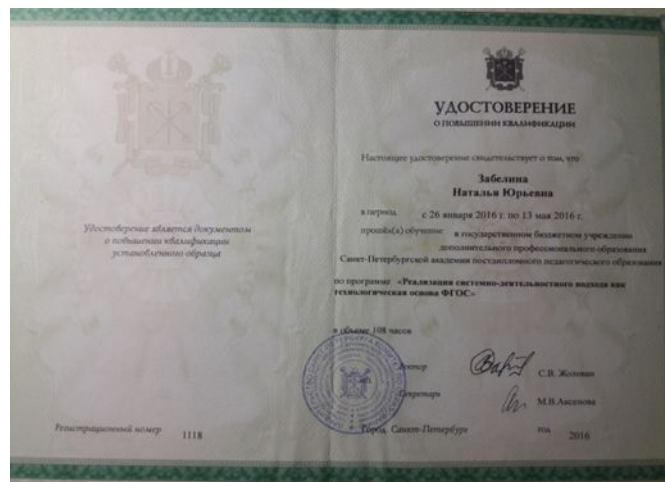 Удостоверение является документом
о повышении квалификации
установленного образца
Регистрационный номер 1118
УДОСТОВЕРЕНИЕ
О ПОВЫШЕНИИ КВАЛИФИКАЦИИ
Настоящее удостоверение свидетельствует о том, что
Забелина
Наталья Юрьевна
в период с 26 января 2016 г. по 13 мая 2016 г.
прошёл(а) обучение в государственном бюджетном учреждении
дополнительного профессионального образования
Санкт-Петербургской академии постдипломного педагогического образования
по программе «Реализация системно-деятельностного подхода как
технологическая основа ФГОС»
в объеме 108 часов
Ректор С.В. Жолован
Секретарь М.В.Аксенова
Город Санкт-Петербург год 2016